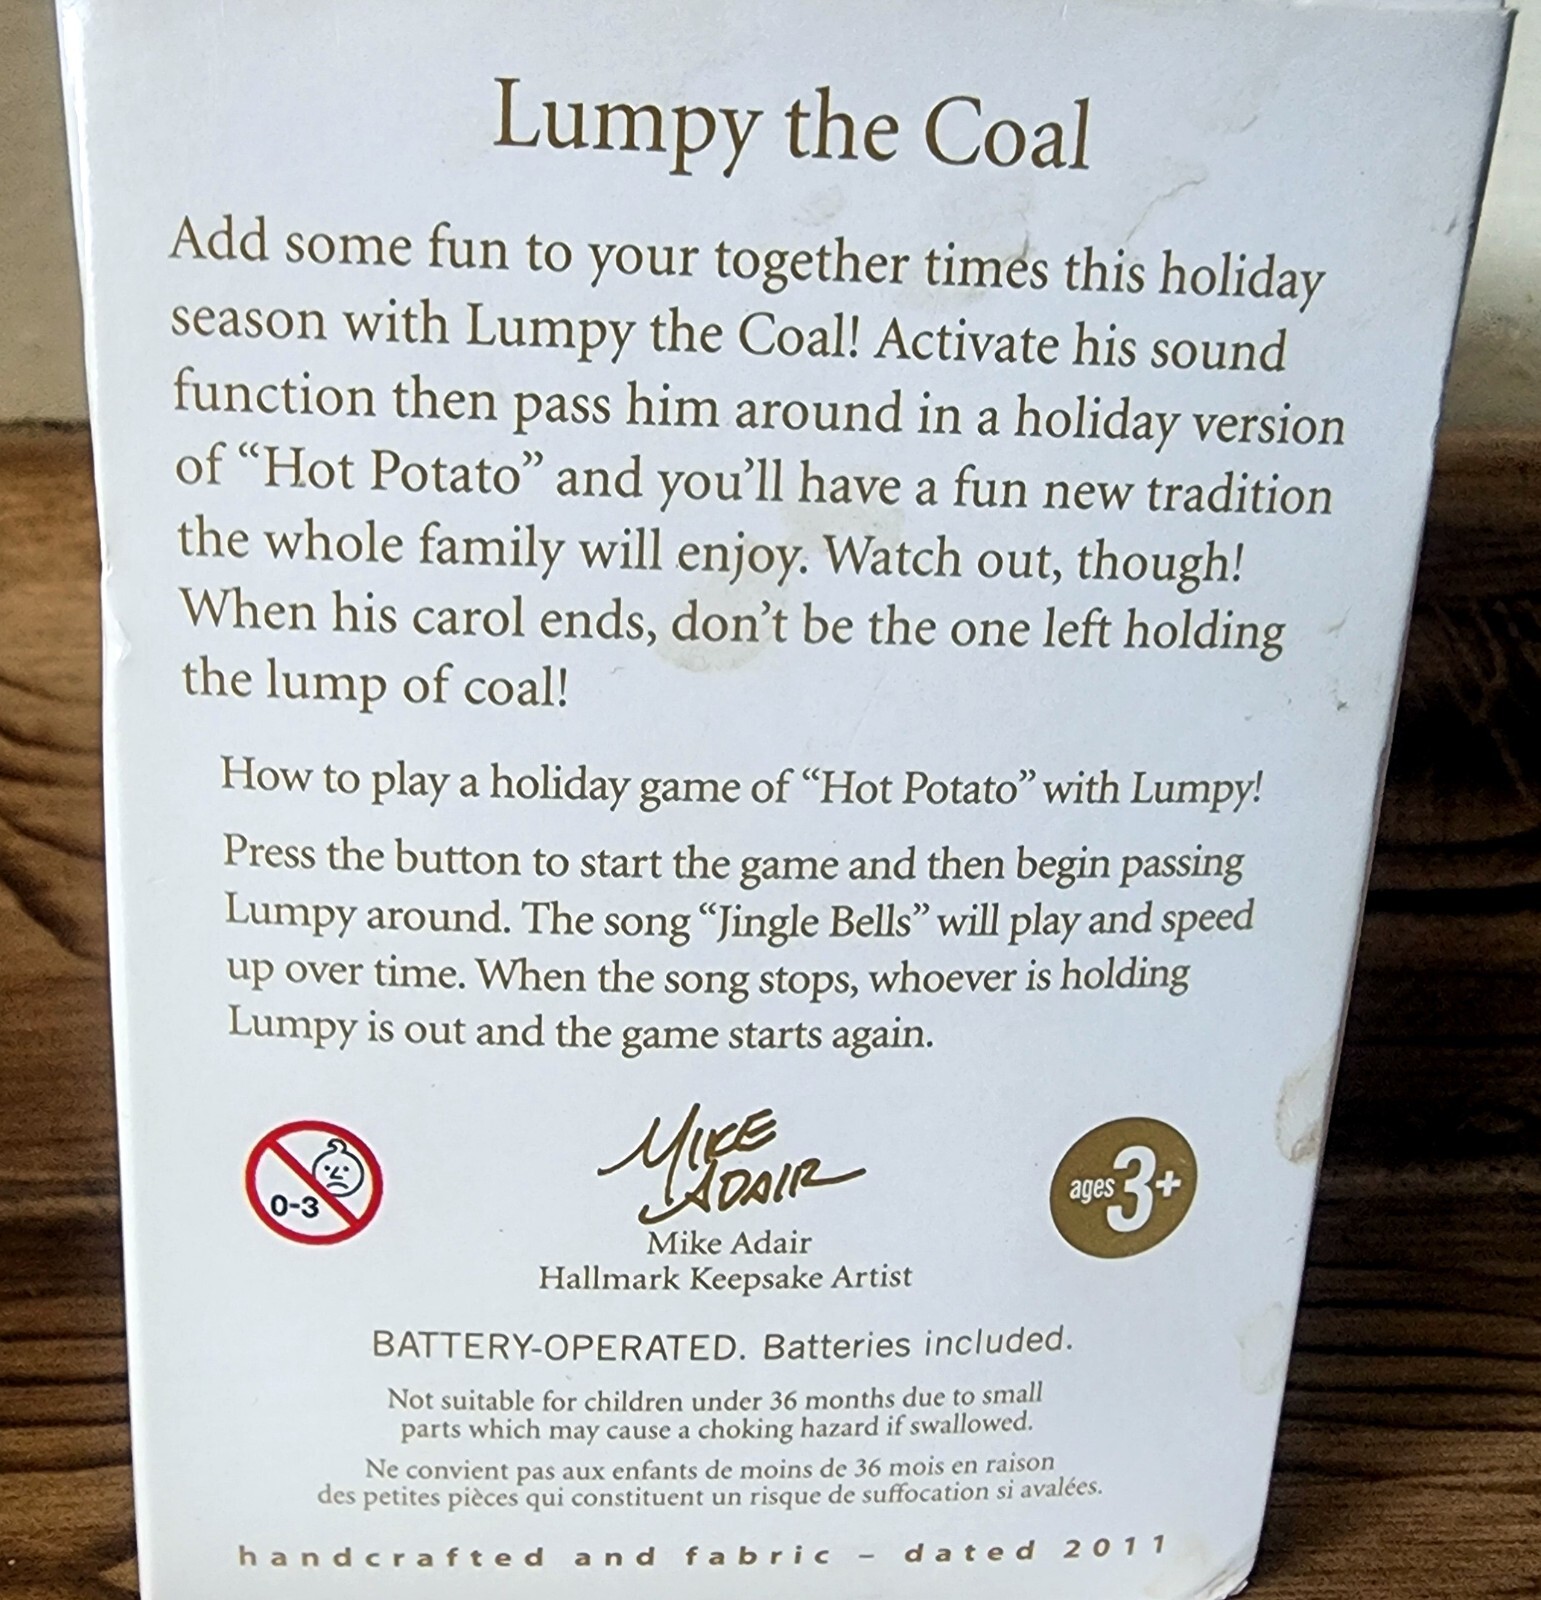 Lumpy the Coal
Add some fun to your together times this holiday
season with Lumpy the Coal! Activate his sound
function then pass him around in a holiday version
of “Hot Potato” and you’ll have a fun new tradition
the whole family will enjoy. Watch out, though!
When his carol ends, don’t be the one left holding
the lump of coal!
How to play a holiday game of “Hot Potato” with Lumpy!
Press the button to start the game and then begin passing
Lumpy around. The song “Jingle Bells” will play and speed
up over time. When the song stops, whoever is holding
Lumpy is out and the game starts again.
0-3
MIKE
ADAIR
ages 3+
Mike Adair
Hallmark Keepsake Artist
BATTERY-OPERATED. Batteries included.
Not suitable for children under 36 months due to small
parts which may cause a choking hazard if swallowed.
Ne convient pas aux enfants de moins de 36 mois en raison
des petites pièces qui constituent un risque de suffocation si avalées.
handcrafted and fabric – dated 2011